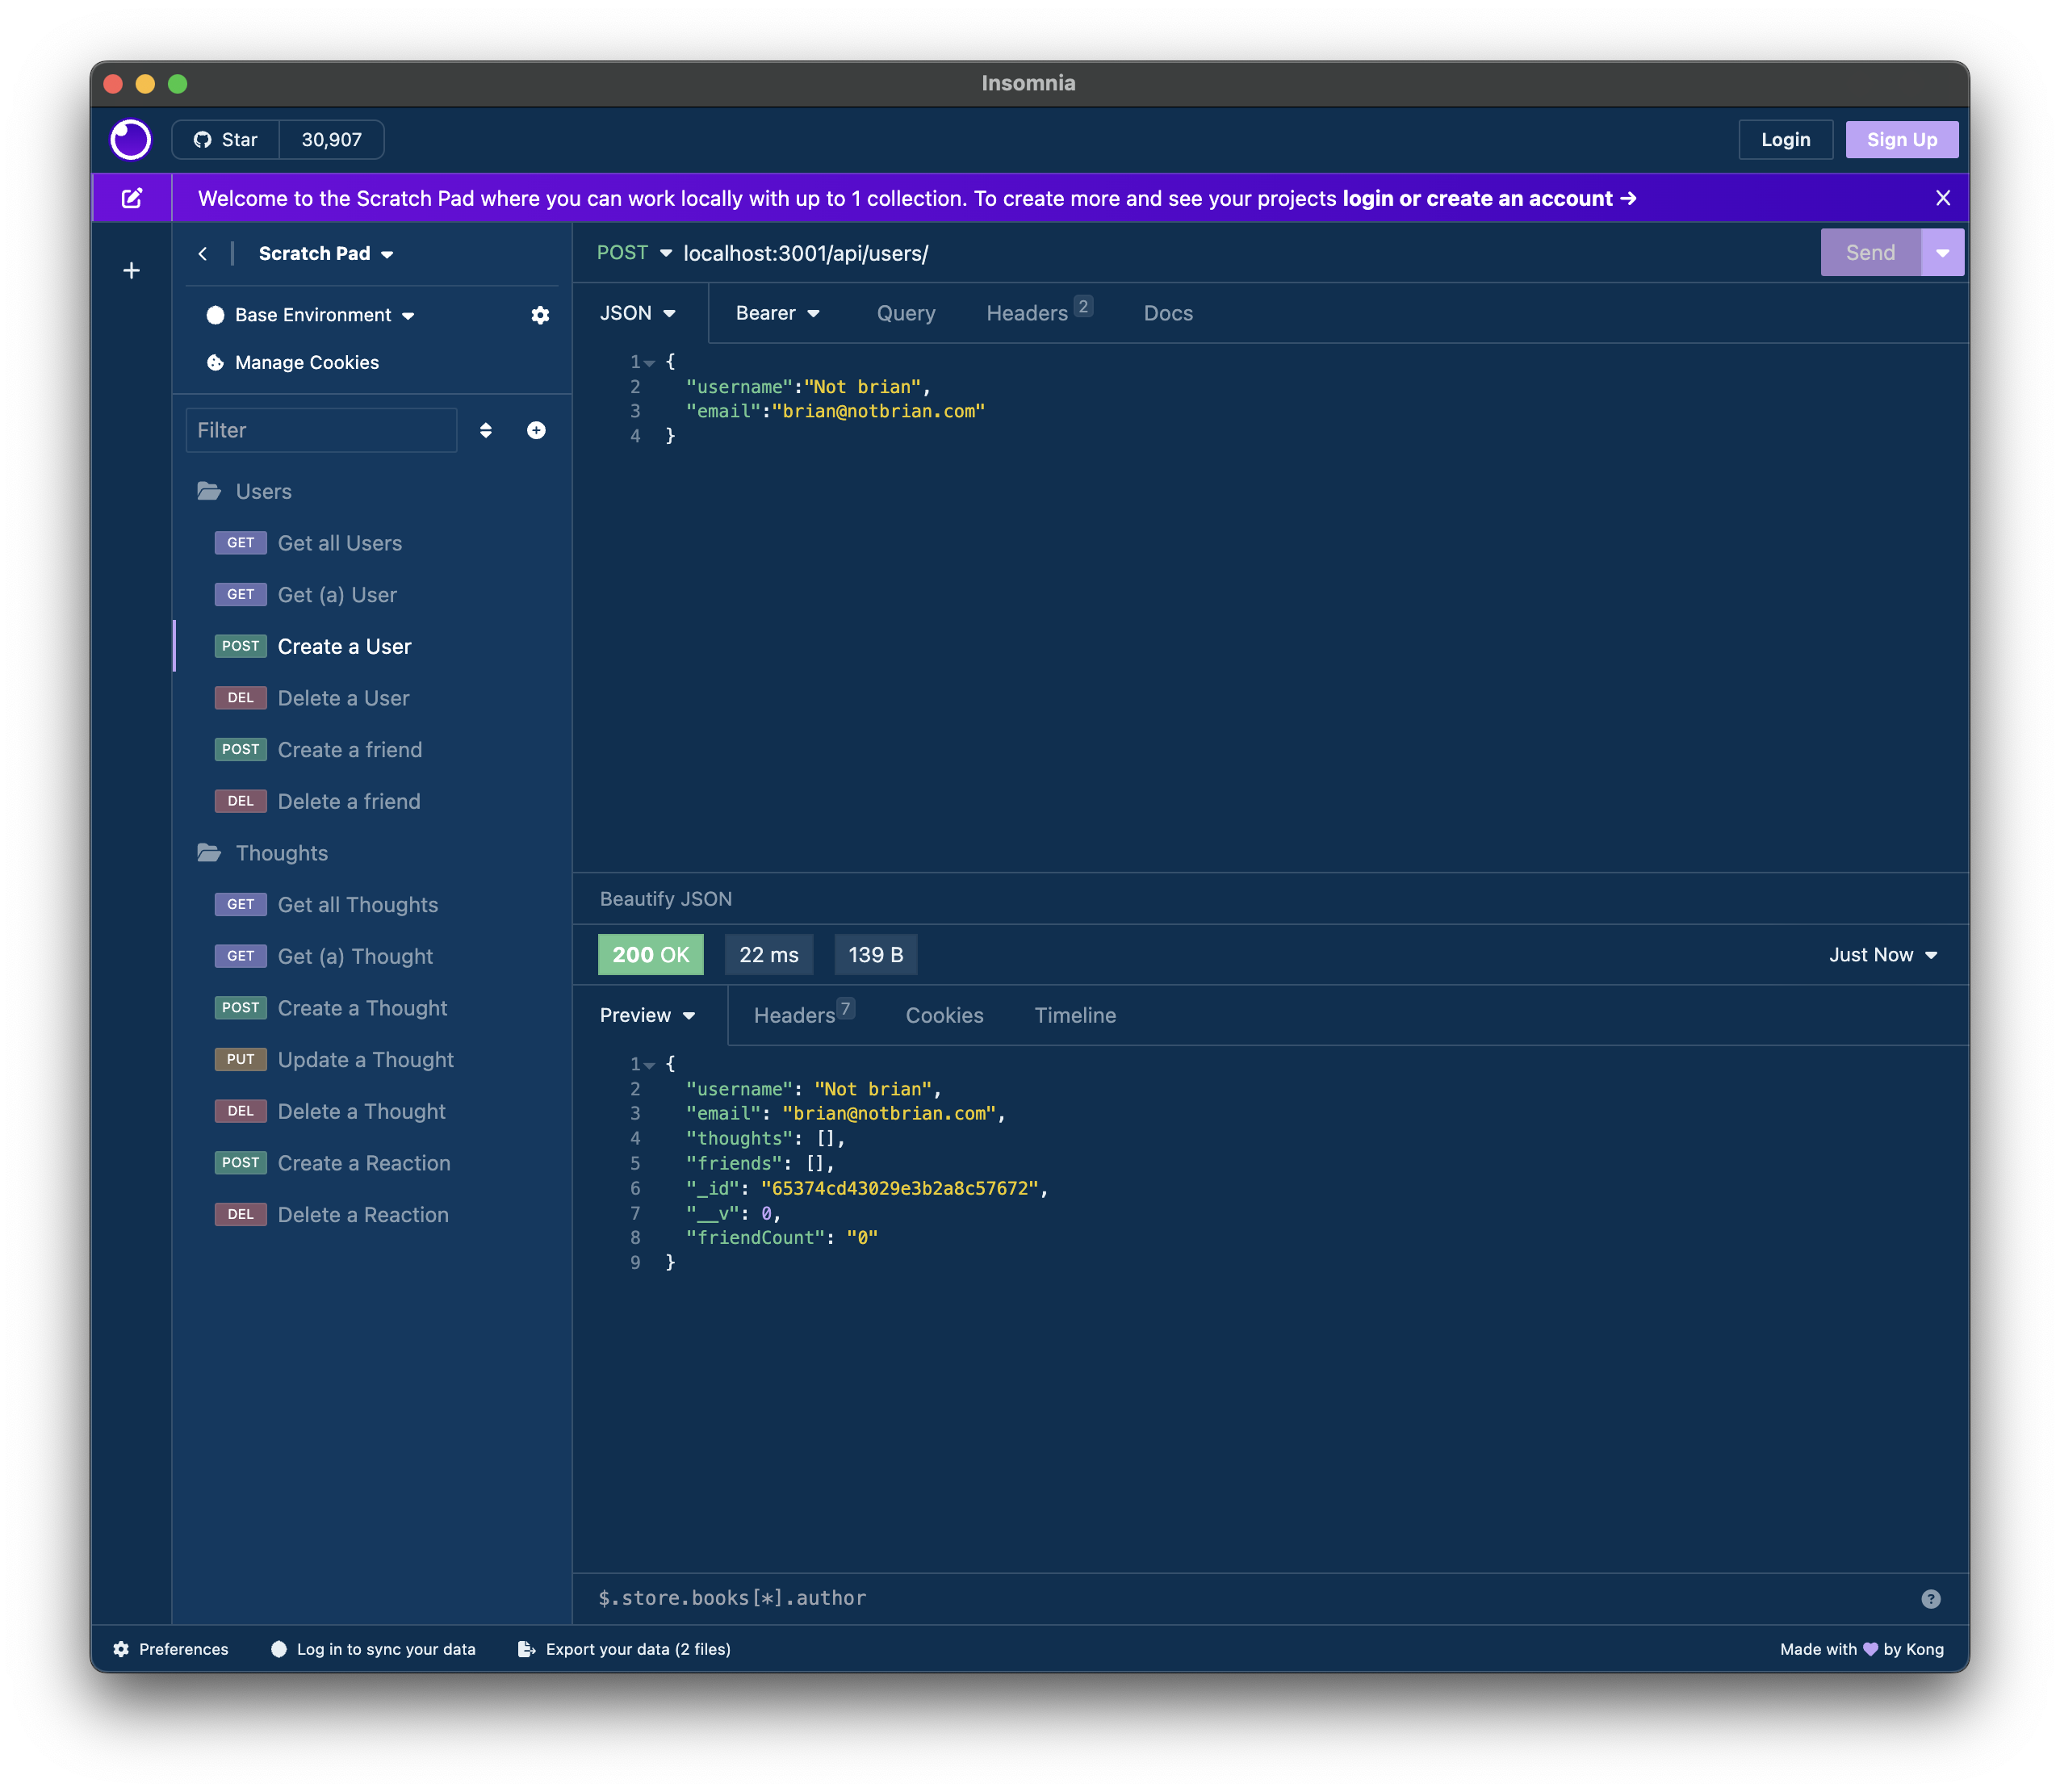 Insomnia
Star 30,907
Login Sign Up
Welcome to the Scratch Pad where you can work locally with up to 1 collection. To create more and see your projects login or create an account →
Scratch Pad
Base Environment
Manage Cookies
Filter
Users
GET Get all Users
GET Get (a) User
POST Create a User
DEL Delete a User
POST Create a friend
DEL Delete a friend
Thoughts
GET Get all Thoughts
GET Get (a) Thought
POST Create a Thought
PUT Update a Thought
DEL Delete a Thought
POST Create a Reaction
DEL Delete a Reaction
POST localhost:3001/api/users/ Send
JSON Bearer Query Headers 2 Docs
1 {
2 "username":"Not brian",
3 "email":"brian@notbrian.com"
4 }
Beautify JSON
200 OK 22 ms 139 B Just Now
Preview Headers 7 Cookies Timeline
1 {
2 "username": "Not brian",
3 "email": "brian@notbrian.com",
4 "thoughts": [],
5 "friends": [],
6 "_id": "65374cd43029e3b2a8c57672",
7 "__v": 0,
8 "friendCount": "0"
9 }
$.store.books[*].author ?
Preferences Log in to sync your data Export your data (2 files) Made with 💜 by Kong